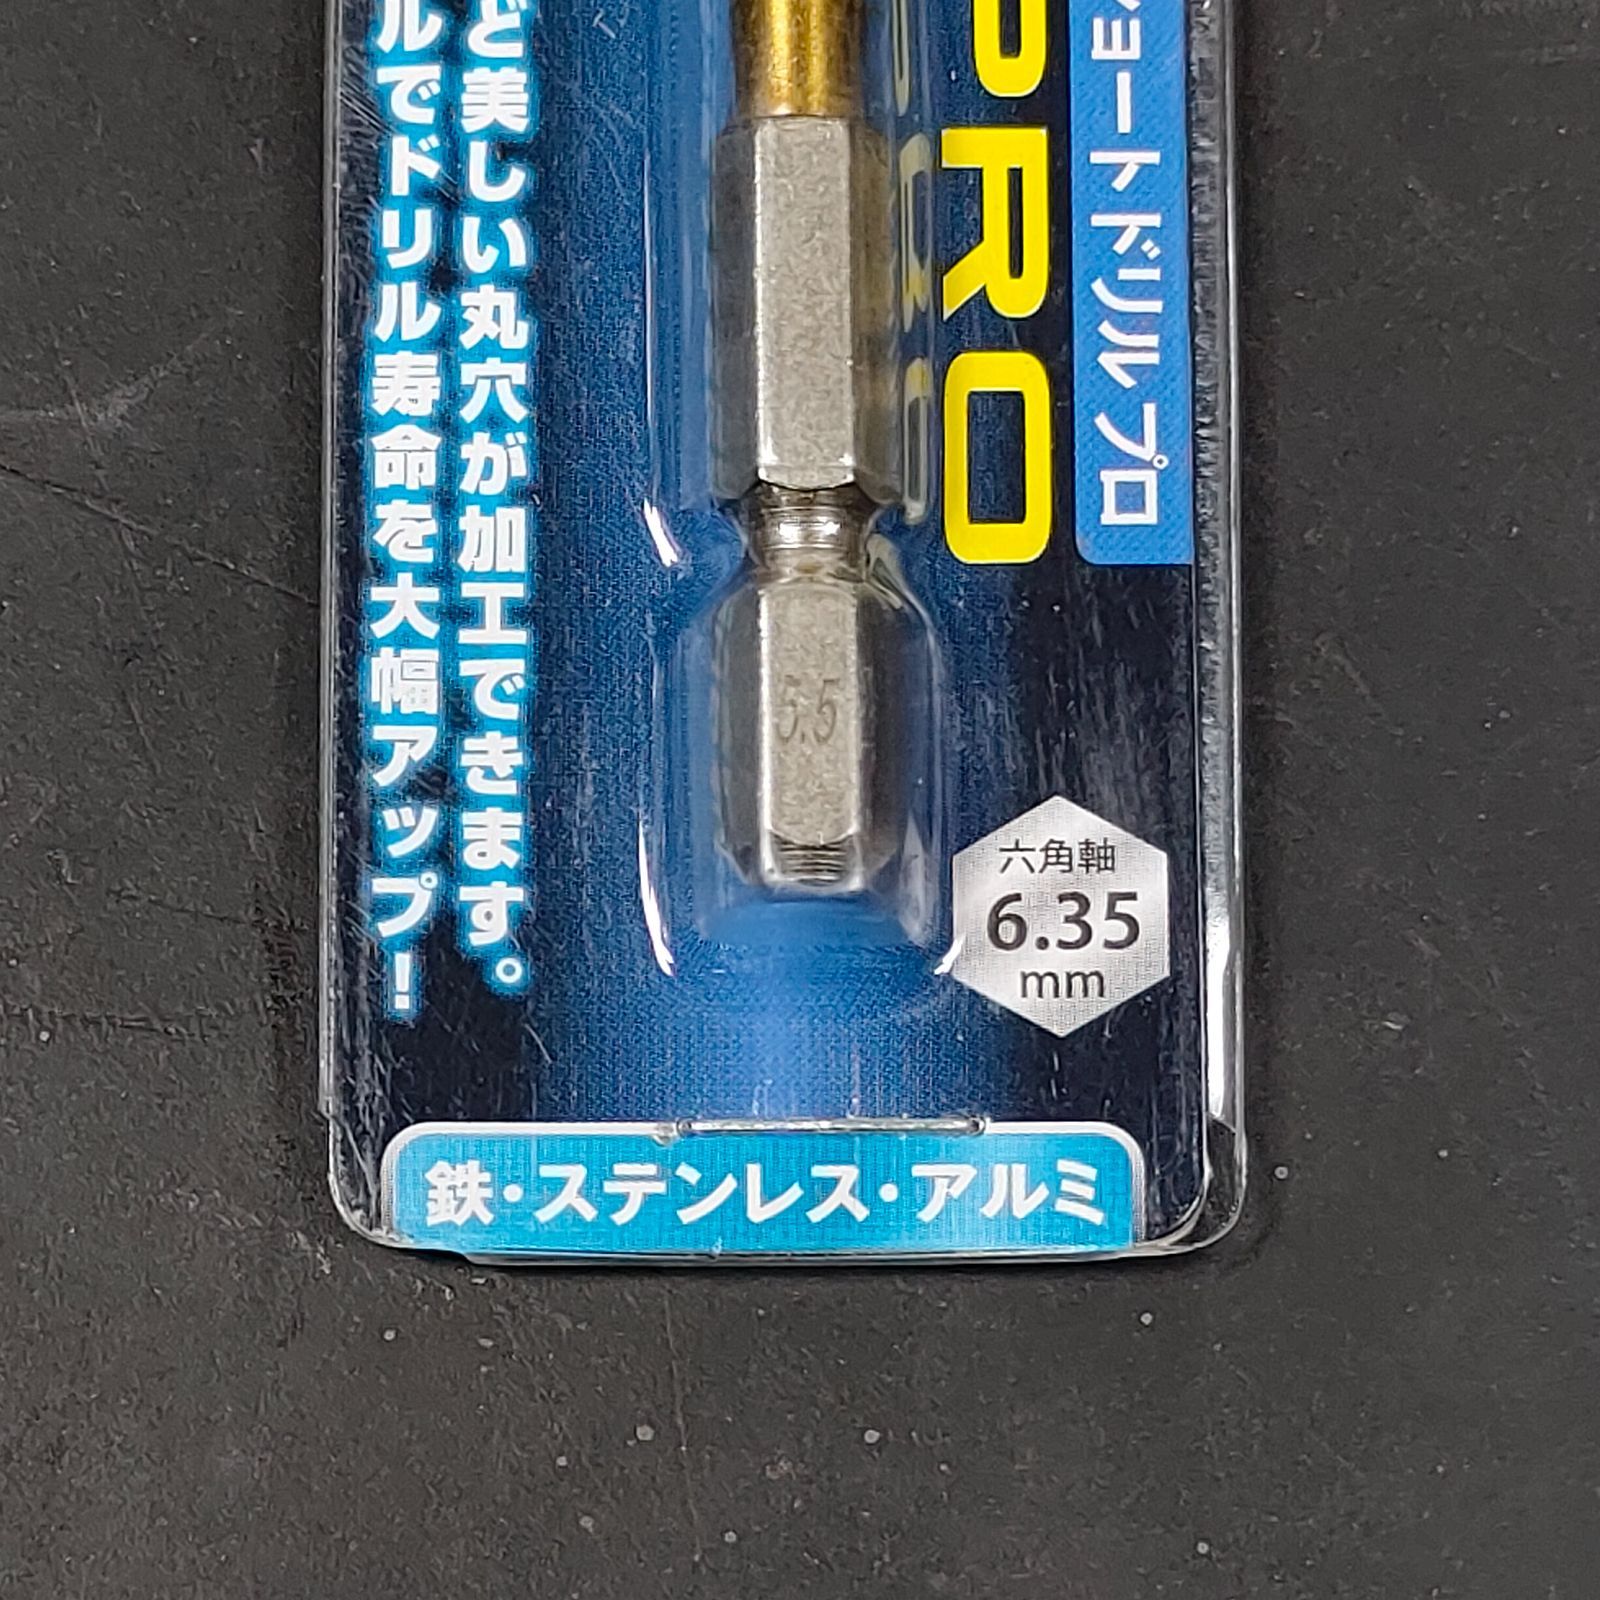 ど美しい丸穴が加工できます。
ルでドリル寿命を大幅アップ!
PRO
ョートドリルプロ
5.5
六角軸
6.35
mm
鉄・ステンレス・アルミ